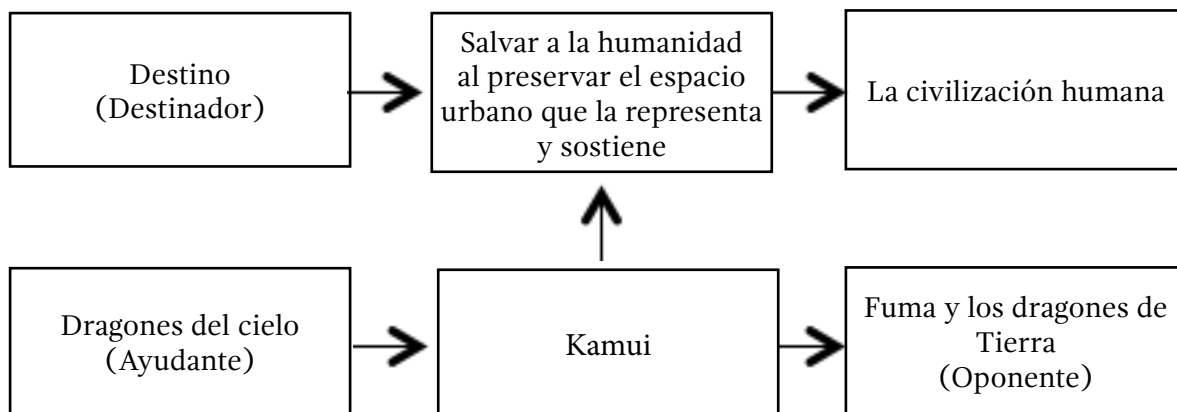 Destino
(Destinador)
Salvar a la humanidad
al preservar el espacio
urbano que la representa
y sostiene
La civilización humana
Dragones del cielo
(Ayudante)
Kamui
Fuma y los dragones de
Tierra
(Oponente)